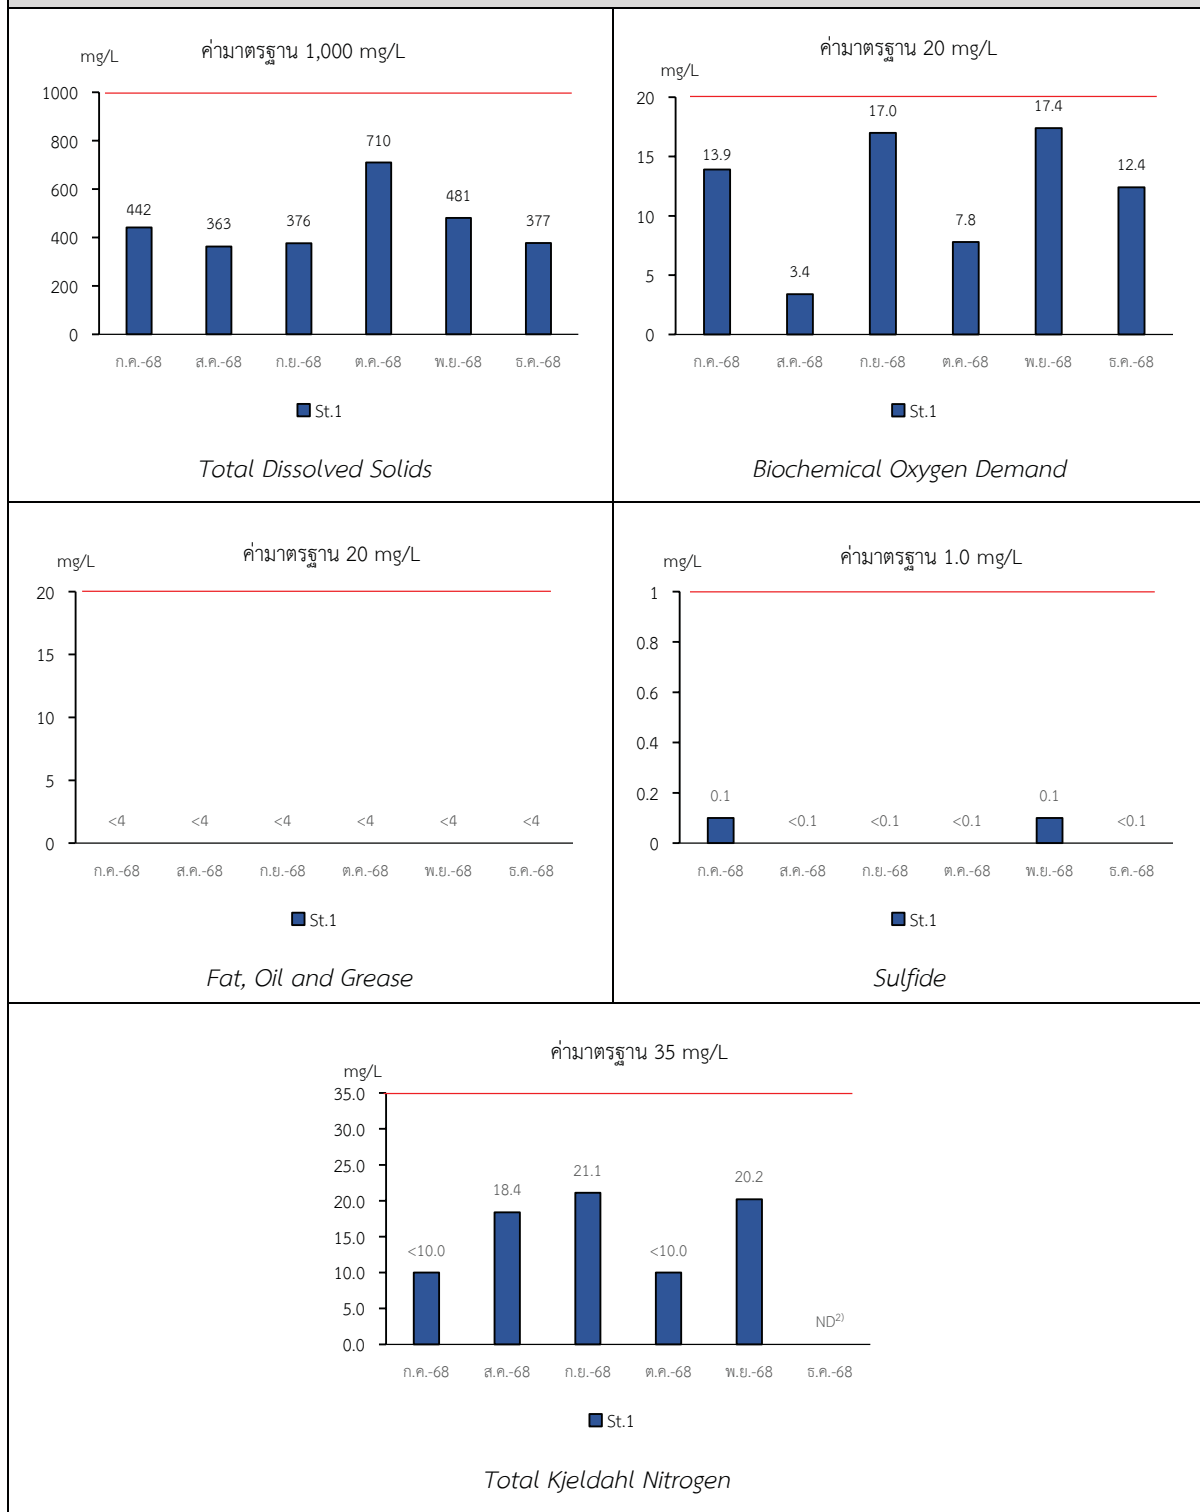 ค่ามาตรฐาน 1,000 mg/L
mg/L
1000
800
600
400
200
0
442
363
376
710
481
377
ก.ค.-68 ส.ค.-68 ก.ย.-68 ต.ค.-68 พ.ย.-68 ธ.ค.-68
St.1
Total Dissolved Solids
ค่ามาตรฐาน 20 mg/L
mg/L
20
15
10
5
0
13.9
3.4
17.0
7.8
17.4
12.4
ก.ค.-68 ส.ค.-68 ก.ย.-68 ต.ค.-68 พ.ย.-68 ธ.ค.-68
St.1
Biochemical Oxygen Demand
ค่ามาตรฐาน 20 mg/L
mg/L
20
15
10
5
0
<4 <4 <4 <4 <4 <4
ก.ค.-68 ส.ค.-68 ก.ย.-68 ต.ค.-68 พ.ย.-68 ธ.ค.-68
St.1
Fat, Oil and Grease
ค่ามาตรฐาน 1.0 mg/L
mg/L
1
0.8
0.6
0.4
0.2
0
0.1 <0.1 <0.1 <0.1 0.1 <0.1
ก.ค.-68 ส.ค.-68 ก.ย.-68 ต.ค.-68 พ.ย.-68 ธ.ค.-68
St.1
Sulfide
ค่ามาตรฐาน 35 mg/L
mg/L
35.0
30.0
25.0
20.0
15.0
10.0
5.0
0.0
<10.0
18.4
21.1
<10.0
20.2
ND2)
ก.ค.-68 ส.ค.-68 ก.ย.-68 ต.ค.-68 พ.ย.-68 ธ.ค.-68
St.1
Total Kjeldahl Nitrogen